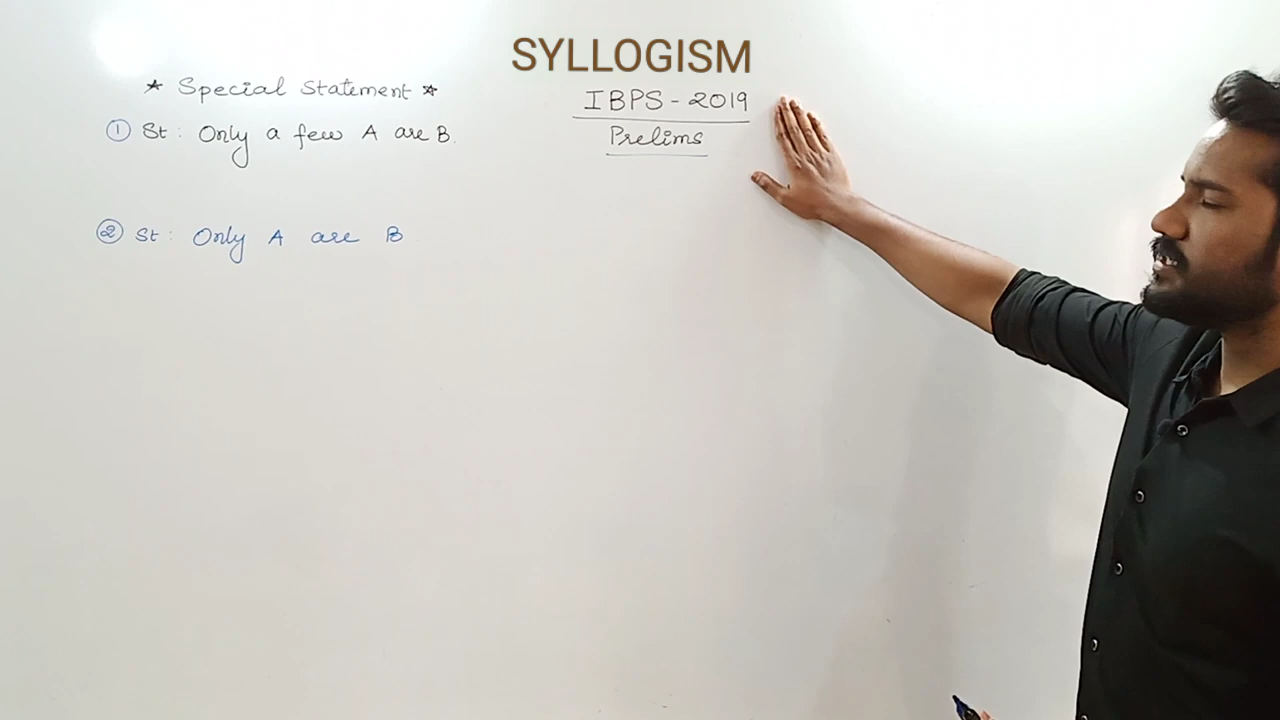 SYLLOGISM
★ Special Statement ★
IBPS - 2019
Prelims
① St : Only a few A are B.
② St : Only A are B